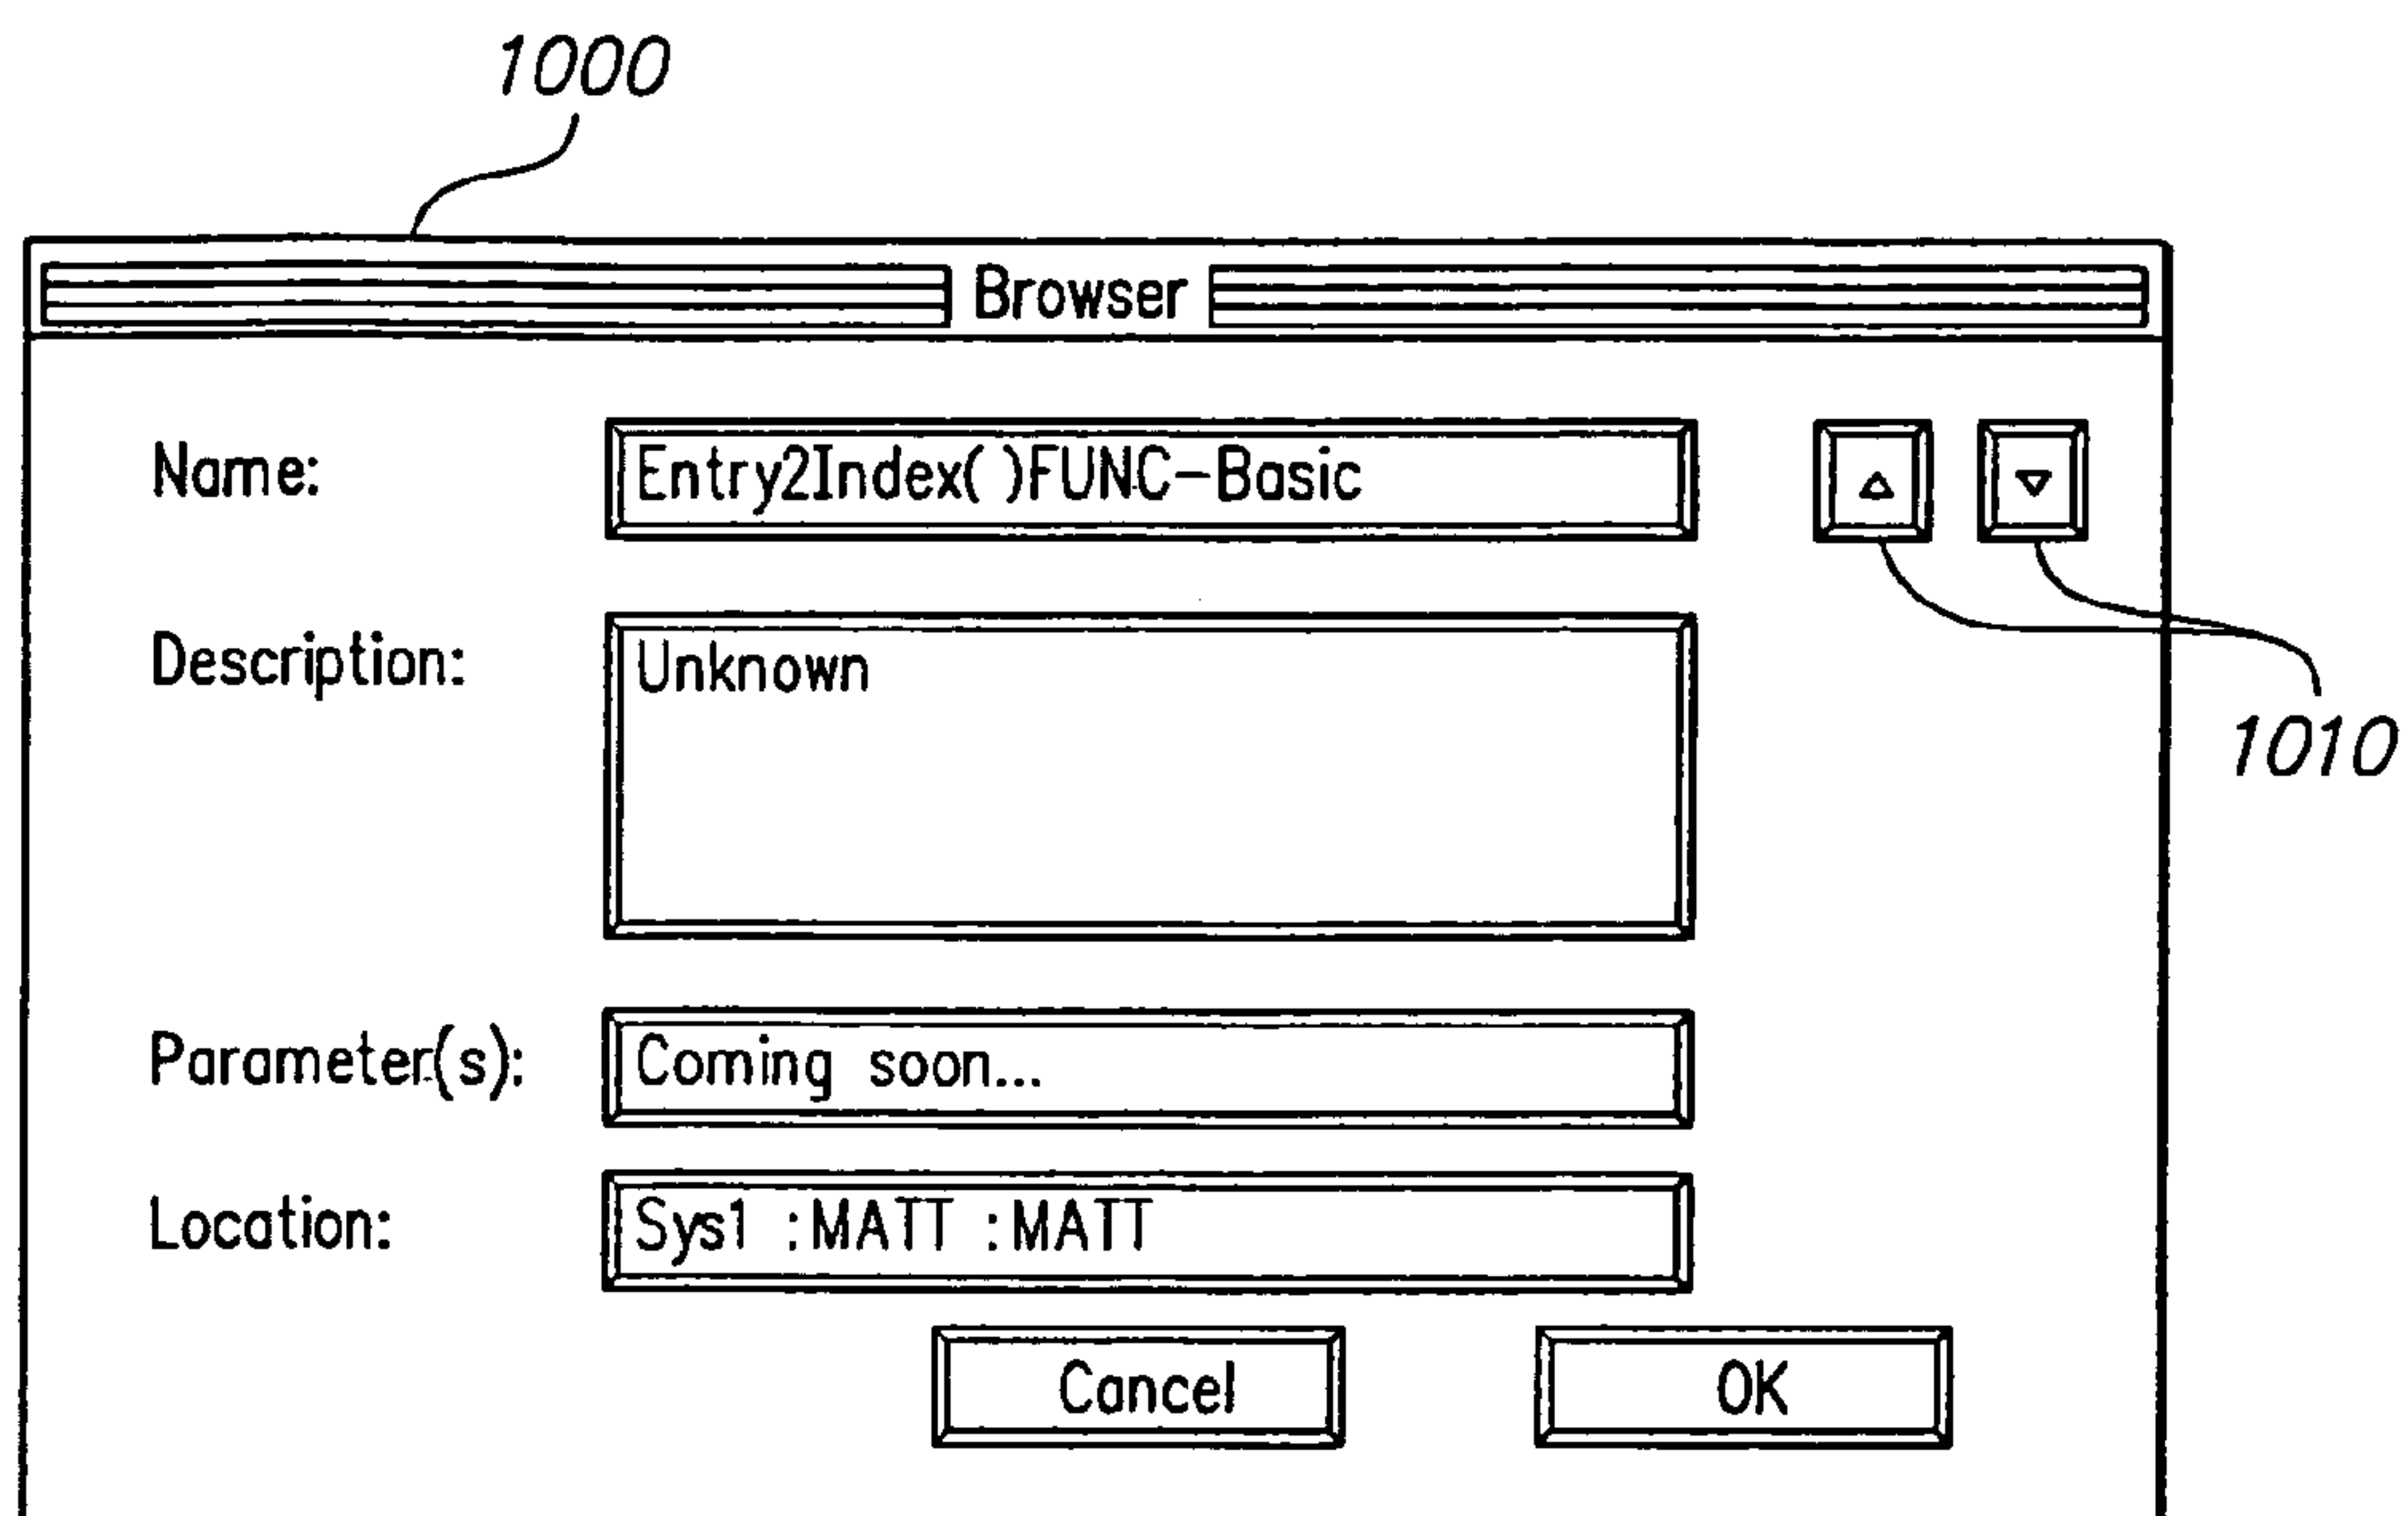 1000
Browser
Name: Entry2Index( )FUNC-Basic
Description: Unknown
1010
Parameter(s): Coming soon...
Location: Sys1 :MATT :MATT
Cancel OK